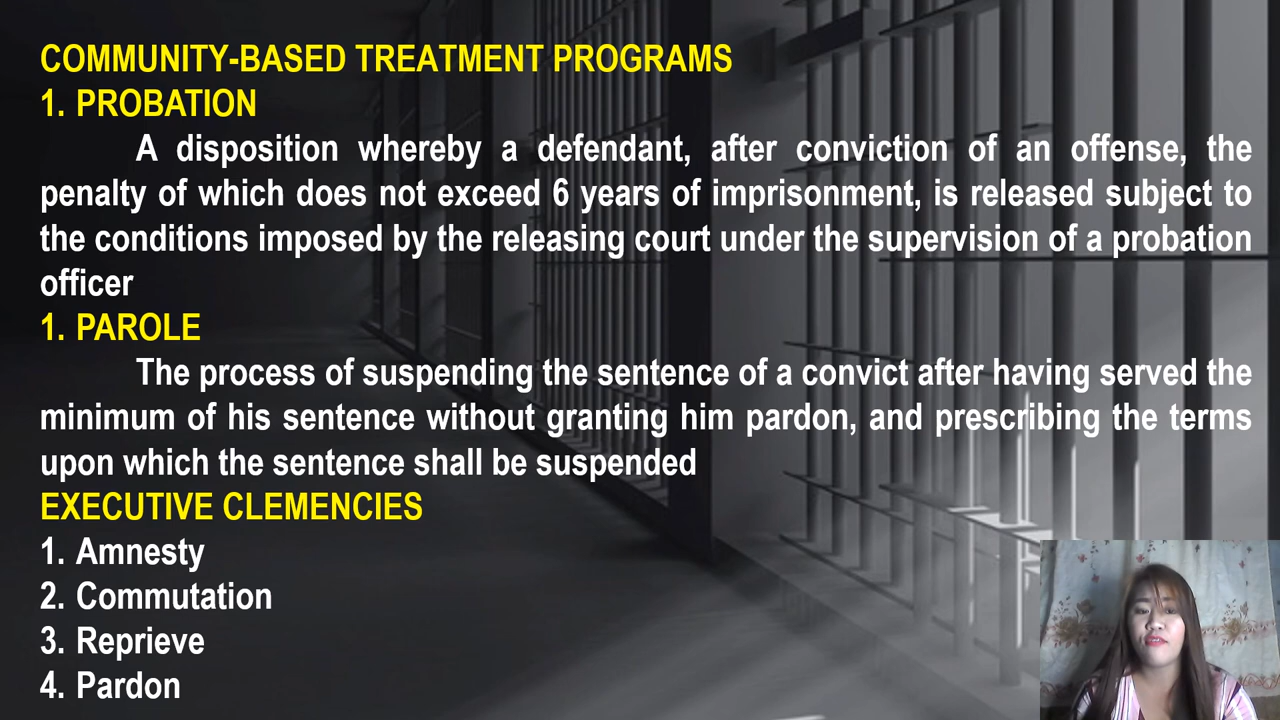 COMMUNITY-BASED TREATMENT PROGRAMS
1. PROBATION
A disposition whereby a defendant, after conviction of an offense, the
penalty of which does not exceed 6 years of imprisonment, is released subject to
the conditions imposed by the releasing court under the supervision of a probation
officer
1. PAROLE
The process of suspending the sentence of a convict after having served the
minimum of his sentence without granting him pardon, and prescribing the terms
upon which the sentence shall be suspended
EXECUTIVE CLEMENCIES
1. Amnesty
2. Commutation
3. Reprieve
4. Pardon